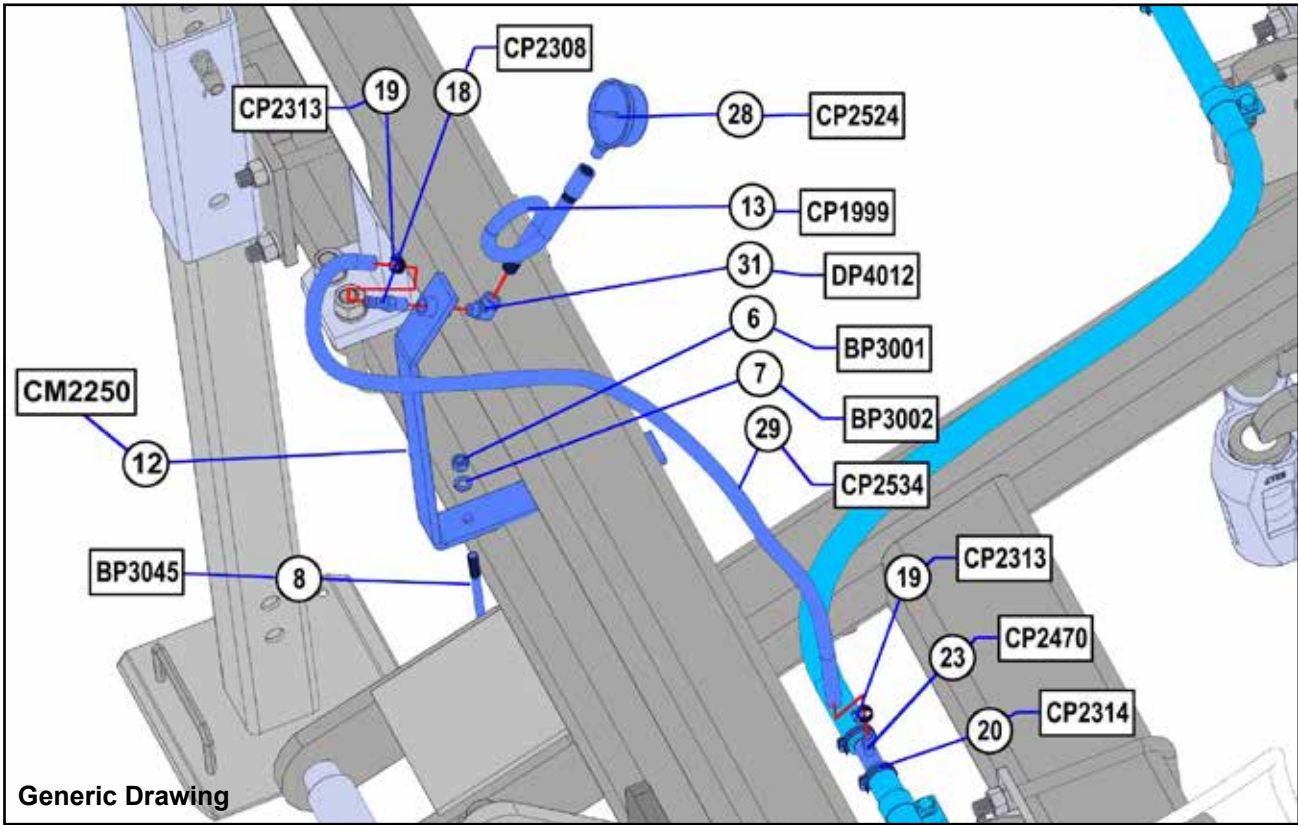 CP2308
19
18
CP2313
28
CP2524
13
CP1999
31
DP4012
6
BP3001
7
BP3002
CM2250
12
29
CP2534
BP3045
8
19
CP2313
23
CP2470
20
CP2314
Generic Drawing